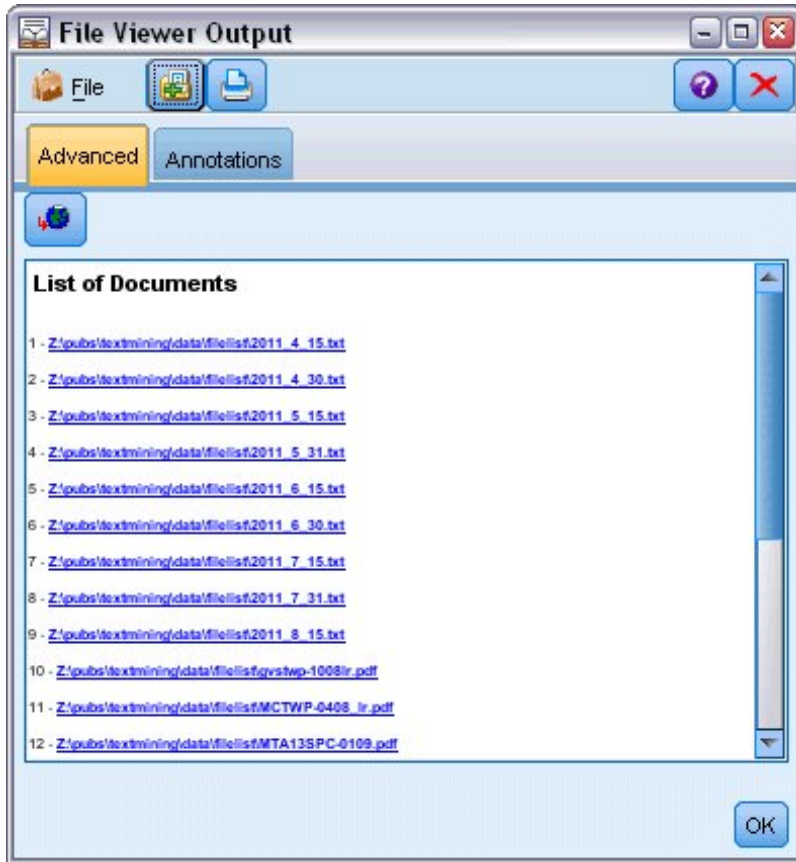 File Viewer Output
File
Advanced Annotations
List of Documents
1 - Z:\pubs\textmining\data\filelist\2011_4_15.txt
2 - Z:\pubs\textmining\data\filelist\2011_4_30.txt
3 - Z:\pubs\textmining\data\filelist\2011_5_15.txt
4 - Z:\pubs\textmining\data\filelist\2011_5_31.txt
5 - Z:\pubs\textmining\data\filelist\2011_6_15.txt
6 - Z:\pubs\textmining\data\filelist\2011_6_30.txt
7 - Z:\pubs\textmining\data\filelist\2011_7_15.txt
8 - Z:\pubs\textmining\data\filelist\2011_7_31.txt
9 - Z:\pubs\textmining\data\filelist\2011_8_15.txt
10 - Z:\pubs\textmining\data\filelist\gvstwp-1008lr.pdf
11 - Z:\pubs\textmining\data\filelist\MCTWP-0408_lr.pdf
12 - Z:\pubs\textmining\data\filelist\MTA13SPC-0109.pdf
OK